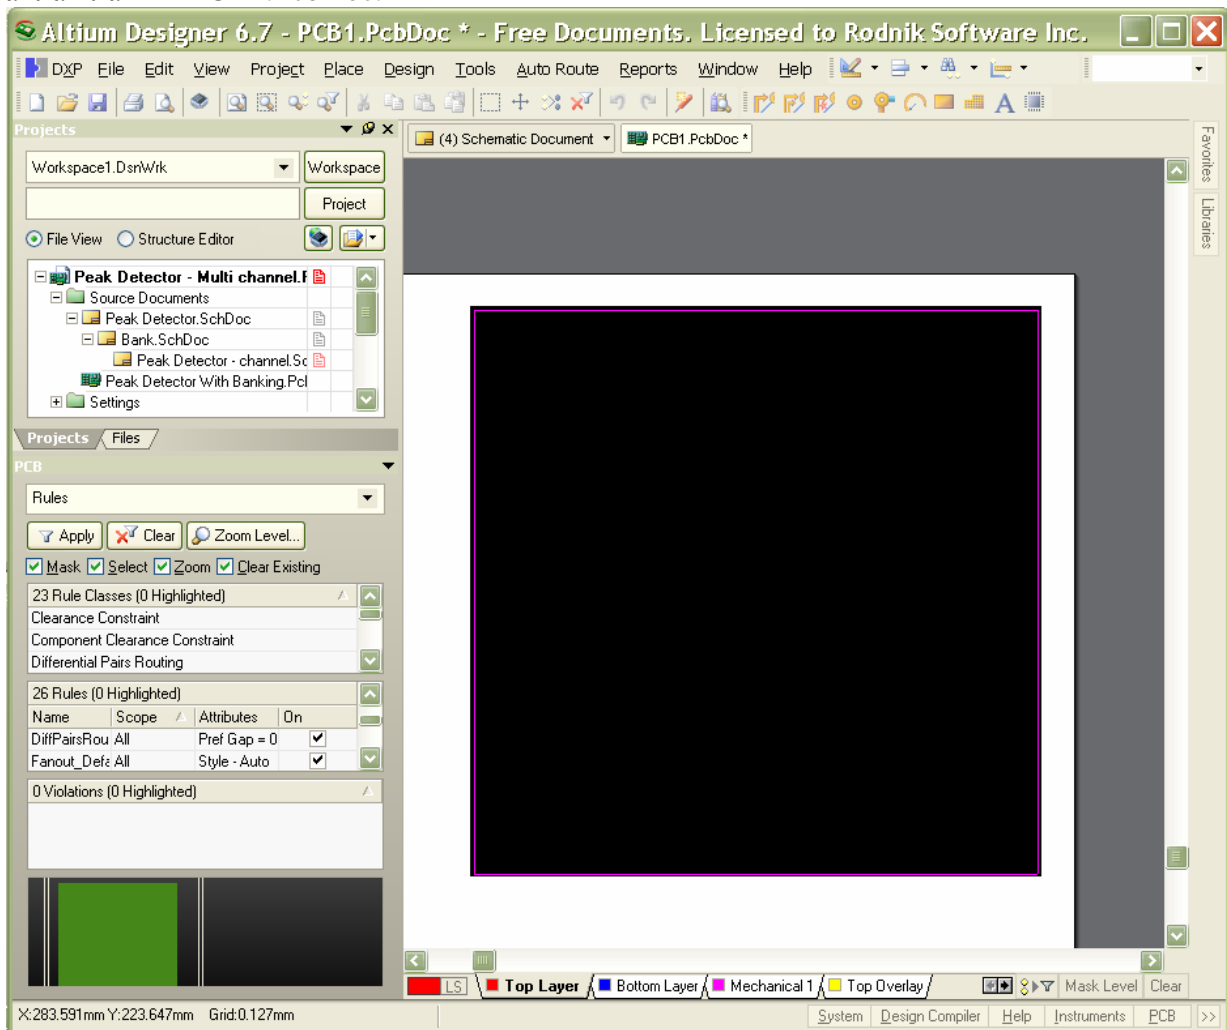 Altium Designer 6.7 - PCB1.PcbDoc * - Free Documents. Licensed to Rodnik Software Inc.
DXP File Edit View Project Place Design Tools Auto Route Reports Window Help
Projects
(4) Schematic Document PCB1.PcbDoc *
Favorites
Libraries
Workspace1.DsnWrk Workspace
Project
File View Structure Editor
Peak Detector - Multi channel.F
Source Documents
Peak Detector.SchDoc
Bank.SchDoc
Peak Detector - channel.Sc
Peak Detector With Banking.Pcl
Settings
Projects Files
PCB
Rules
Apply Clear Zoom Level...
Mask Select Zoom Clear Existing
23 Rule Classes (0 Highlighted)
Clearance Constraint
Component Clearance Constraint
Differential Pairs Routing
26 Rules (0 Highlighted)
Name Scope Attributes On
DiffPairsRou All Pref Gap = 0
Fanout_Defa All Style - Auto
0 Violations (0 Highlighted)
LS Top Layer Bottom Layer Mechanical 1 Top Overlay Mask Level Clear
X:283.591mm Y:223.647mm Grid:0.127mm System Design Compiler Help Instruments PCB >>